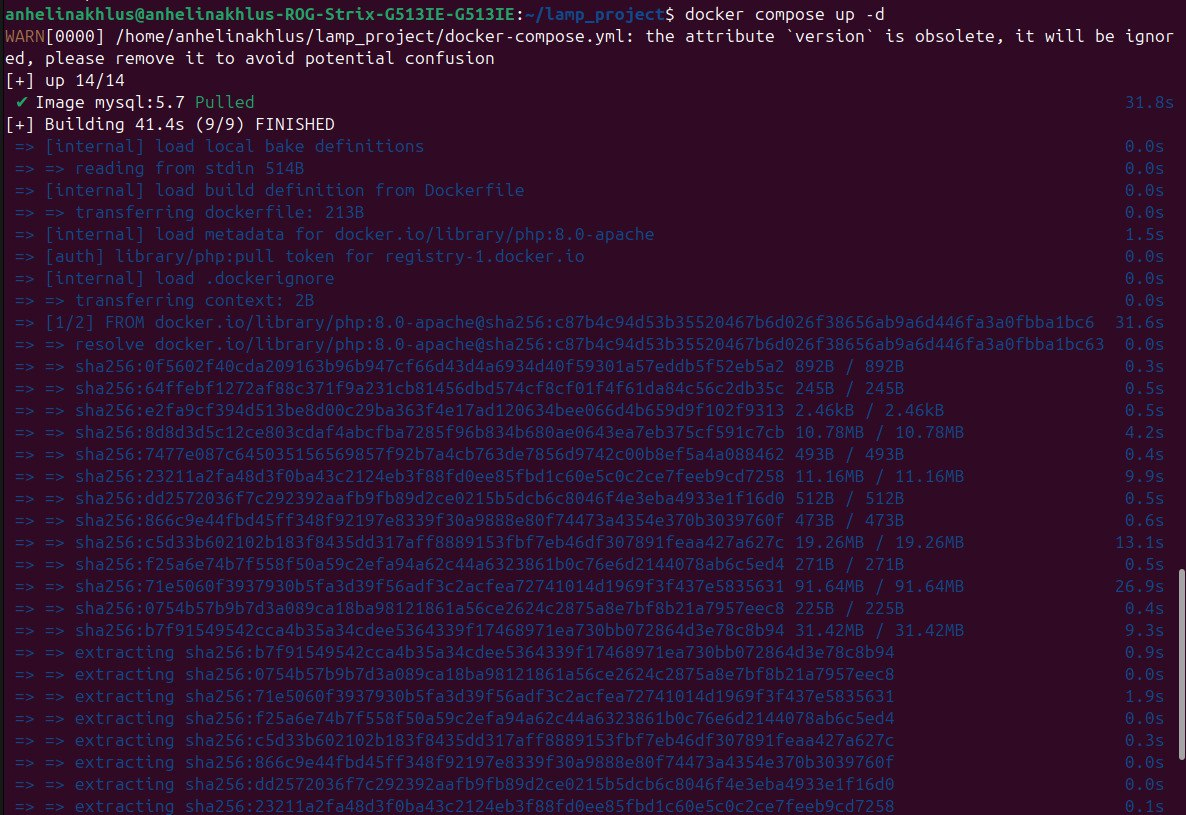 anhelinakhlus@anhelinakhlus-ROG-Strix-G513IE-G513IE:~/lamp_project$ docker compose up -d
WARN[0000] /home/anhelinakhlus/lamp_project/docker-compose.yml: the attribute `version` is obsolete, it will be ignor
ed, please remove it to avoid potential confusion
[+] up 14/14
✔ Image mysql:5.7 Pulled 31.8s
[+] Building 41.4s (9/9) FINISHED
=> [internal] load local bake definitions 0.0s
=> => reading from stdin 514B 0.0s
=> [internal] load build definition from Dockerfile 0.0s
=> => transferring dockerfile: 213B 0.0s
=> [internal] load metadata for docker.io/library/php:8.0-apache 1.5s
=> [auth] library/php:pull token for registry-1.docker.io 0.0s
=> [internal] load .dockerignore 0.0s
=> => transferring context: 2B 0.0s
=> [1/2] FROM docker.io/library/php:8.0-apache@sha256:c87b4c94d53b35520467b6d026f38656ab9a6d446fa3a0fbba1bc6 31.6s
=> => resolve docker.io/library/php:8.0-apache@sha256:c87b4c94d53b35520467b6d026f38656ab9a6d446fa3a0fbba1bc63 0.0s
=> => sha256:0f5602f40cda209163b96b947cf66d43d4a6934d40f59301a57eddb5f52eb5a2 892B / 892B 0.3s
=> => sha256:64ffebf1272af88c371f9a231cb81456dbd574cf8cf01f4f61da84c56c2db35c 245B / 245B 0.5s
=> => sha256:e2fa9cf394d513be8d00c29ba363f4e17ad120634bee066d4b659d9f102f9313 2.46kB / 2.46kB 0.5s
=> => sha256:8d8d3d5c12ce803cdaf4abcfba7285f96b834b680ae0643ea7eb375cf591c7cb 10.78MB / 10.78MB 4.2s
=> => sha256:7477e087c645035156569857f92b7a4cb763de7856d9742c00b8ef5a4a088462 493B / 493B 0.4s
=> => sha256:23211a2fa48d3f0ba43c2124eb3f88fd0ee85fbd1c60e5c0c2ce7feeb9cd7258 11.16MB / 11.16MB 9.9s
=> => sha256:dd2572036f7c292392aafb9fb89d2ce0215b5dcb6c8046f4e3eba4933e1f16d0 512B / 512B 0.5s
=> => sha256:866c9e44fbd45ff348f92197e8339f30a9888e80f74473a4354e370b3039760f 473B / 473B 0.6s
=> => sha256:c5d33b602102b183f8435dd317aff8889153fbf7eb46df307891feaa427a627c 19.26MB / 19.26MB 13.1s
=> => sha256:f25a6e74b7f558f50a59c2efa94a62c44a6323861b0c76e6d2144078ab6c5ed4 271B / 271B 0.5s
=> => sha256:71e5060f3937930b5fa3d39f56adf3c2acfea72741014d1969f3f437e5835631 91.64MB / 91.64MB 26.9s
=> => sha256:0754b57b9b7d3a089ca18ba98121861a56ce2624c2875a8e7bf8b21a7957eec8 225B / 225B 0.4s
=> => sha256:b7f91549542cca4b35a34cdee5364339f17468971ea730bb072864d3e78c8b94 31.42MB / 31.42MB 9.3s
=> => extracting sha256:b7f91549542cca4b35a34cdee5364339f17468971ea730bb072864d3e78c8b94 0.9s
=> => extracting sha256:0754b57b9b7d3a089ca18ba98121861a56ce2624c2875a8e7bf8b21a7957eec8 0.0s
=> => extracting sha256:71e5060f3937930b5fa3d39f56adf3c2acfea72741014d1969f3f437e5835631 1.9s
=> => extracting sha256:f25a6e74b7f558f50a59c2efa94a62c44a6323861b0c76e6d2144078ab6c5ed4 0.0s
=> => extracting sha256:c5d33b602102b183f8435dd317aff8889153fbf7eb46df307891feaa427a627c 0.3s
=> => extracting sha256:866c9e44fbd45ff348f92197e8339f30a9888e80f74473a4354e370b3039760f 0.0s
=> => extracting sha256:dd2572036f7c292392aafb9fb89d2ce0215b5dcb6c8046f4e3eba4933e1f16d0 0.0s
=> => extracting sha256:23211a2fa48d3f0ba43c2124eb3f88fd0ee85fbd1c60e5c0c2ce7feeb9cd7258 0.1s